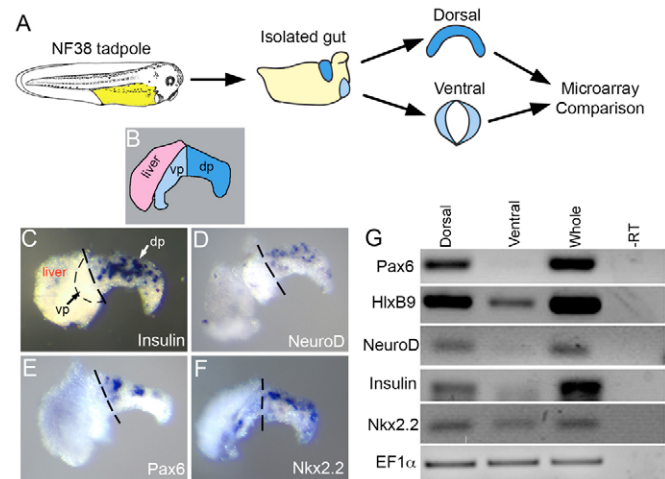 A
NF38 tadpole
Isolated gut
Dorsal
Ventral
Microarray
Comparison
B
liver
vp
dp
C
dp
liver
vp
Insulin
D
NeuroD
E
Pax6
F
Nkx2.2
G
Dorsal
Ventral
Whole
-RT
Pax6
HlxB9
NeuroD
Insulin
Nkx2.2
EF1α